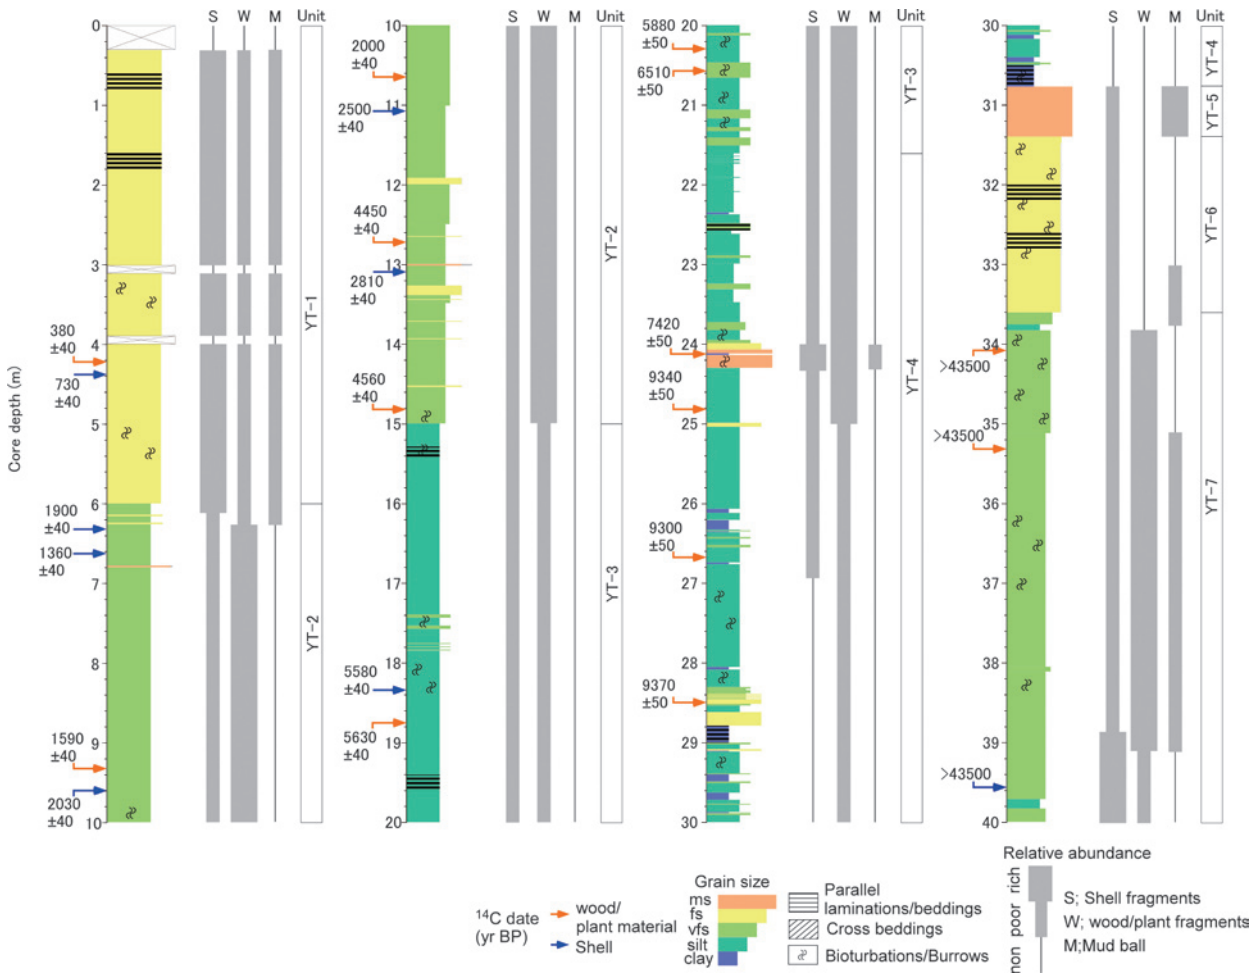 S W M Unit
0
1
2
3
4
5
6
7
8
9
10
Core depth (m)
380
±40
730
±40
1900
±40
1360
±40
1590
±40
2030
±40
YT-1
YT-2
S W M Unit
10
11
12
13
14
15
16
17
18
19
20
2000
±40
2500
±40
4450
±40
2810
±40
4560
±40
5580
±40
5630
±40
YT-2
YT-3
S W M Unit
20
21
22
23
24
25
26
27
28
29
30
5880
±50
6510
±50
7420
±50
9340
±50
9300
±50
9370
±50
YT-3
YT-4
S W M Unit
30
31
32
33
34
35
36
37
38
39
40
>43500
>43500
>43500
YT-4
YT-5
YT-6
YT-7
14C date
(yr BP)
wood/
plant material
Shell
Grain size
ms
fs
vfs
silt
clay
Parallel
laminations/beddings
Cross beddings
Bioturbations/Burrows
Relative abundance
non poor rich
S; Shell fragments
W; wood/plant fragments
M;Mud ball